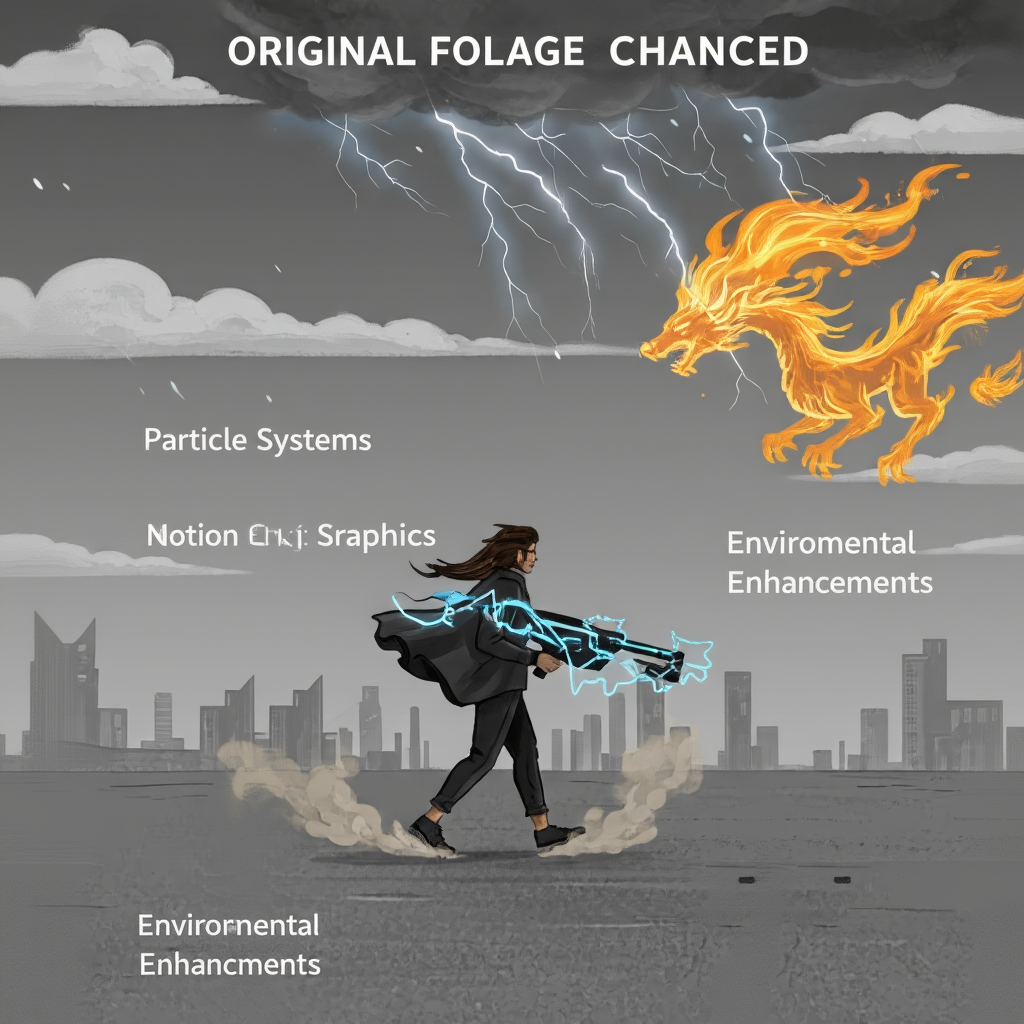 ORIGINAL FOLAGE CHANCED
Particle Systems
Notion Sraphics
Enviromental
Enhancements
Envirornental
Enhancments